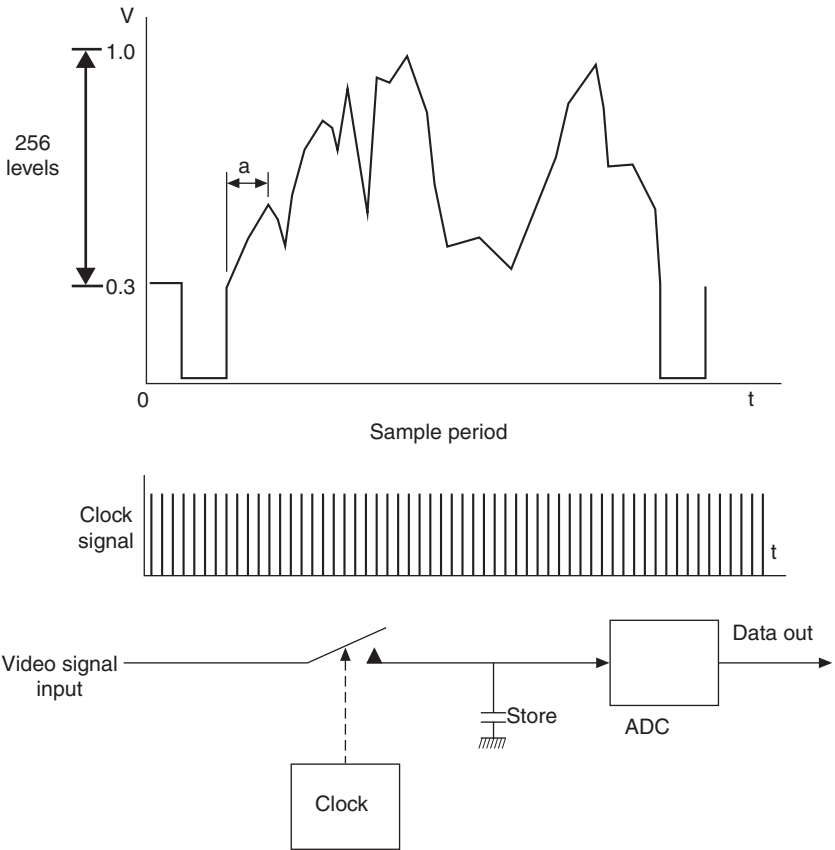 V
1.0
256
levels
a
0.3
0
t
Sample period
Clock
signal
t
Video signal
input
Data out
Store
ADC
Clock